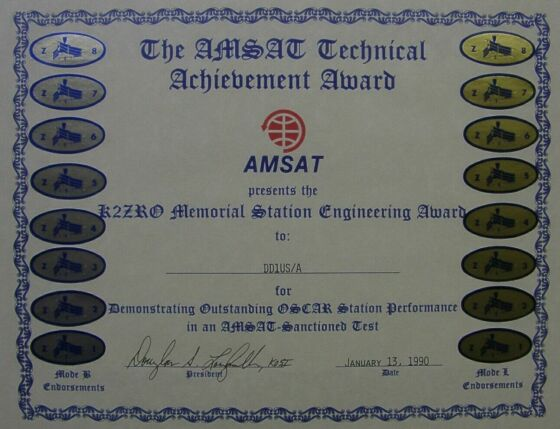 The AMSAT Technical
Achievement Award
AMSAT
presents the
K2ZRO Memorial Station Engineering Award
to:
DD1US/A
for
Demonstrating Outstanding OSCAR Station Performance
in an AMSAT-Sanctioned Test
President
JANUARY 13, 1990
Date
Mode B
Endorsements
Mode L
Endorsements
Z 8
Z 7
Z 6
Z 5
Z 4
Z 3
Z 2
Z 1
Z 8
Z 7
Z 6
Z 5
Z 4
Z 3
Z 2
Z 1